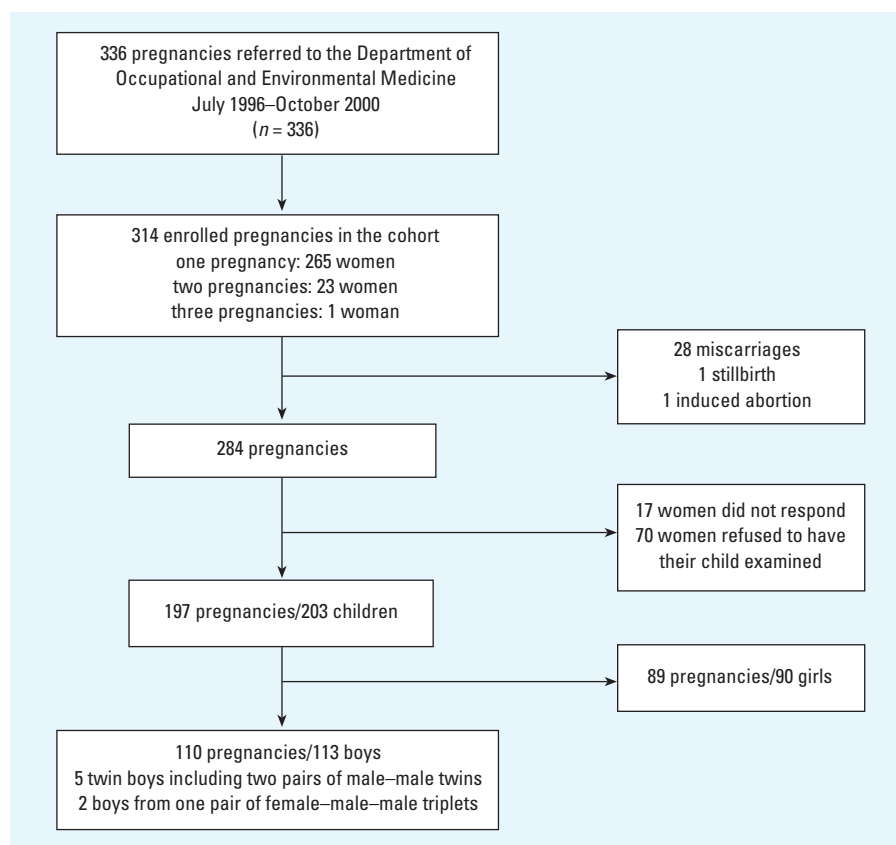 336 pregnancies referred to the Department of
Occupational and Environmental Medicine
July 1996–October 2000
(n = 336)
314 enrolled pregnancies in the cohort
one pregnancy: 265 women
two pregnancies: 23 women
three pregnancies: 1 woman
28 miscarriages
1 stillbirth
1 induced abortion
284 pregnancies
17 women did not respond
70 women refused to have
their child examined
197 pregnancies/203 children
89 pregnancies/90 girls
110 pregnancies/113 boys
5 twin boys including two pairs of male–male twins
2 boys from one pair of female–male–male triplets